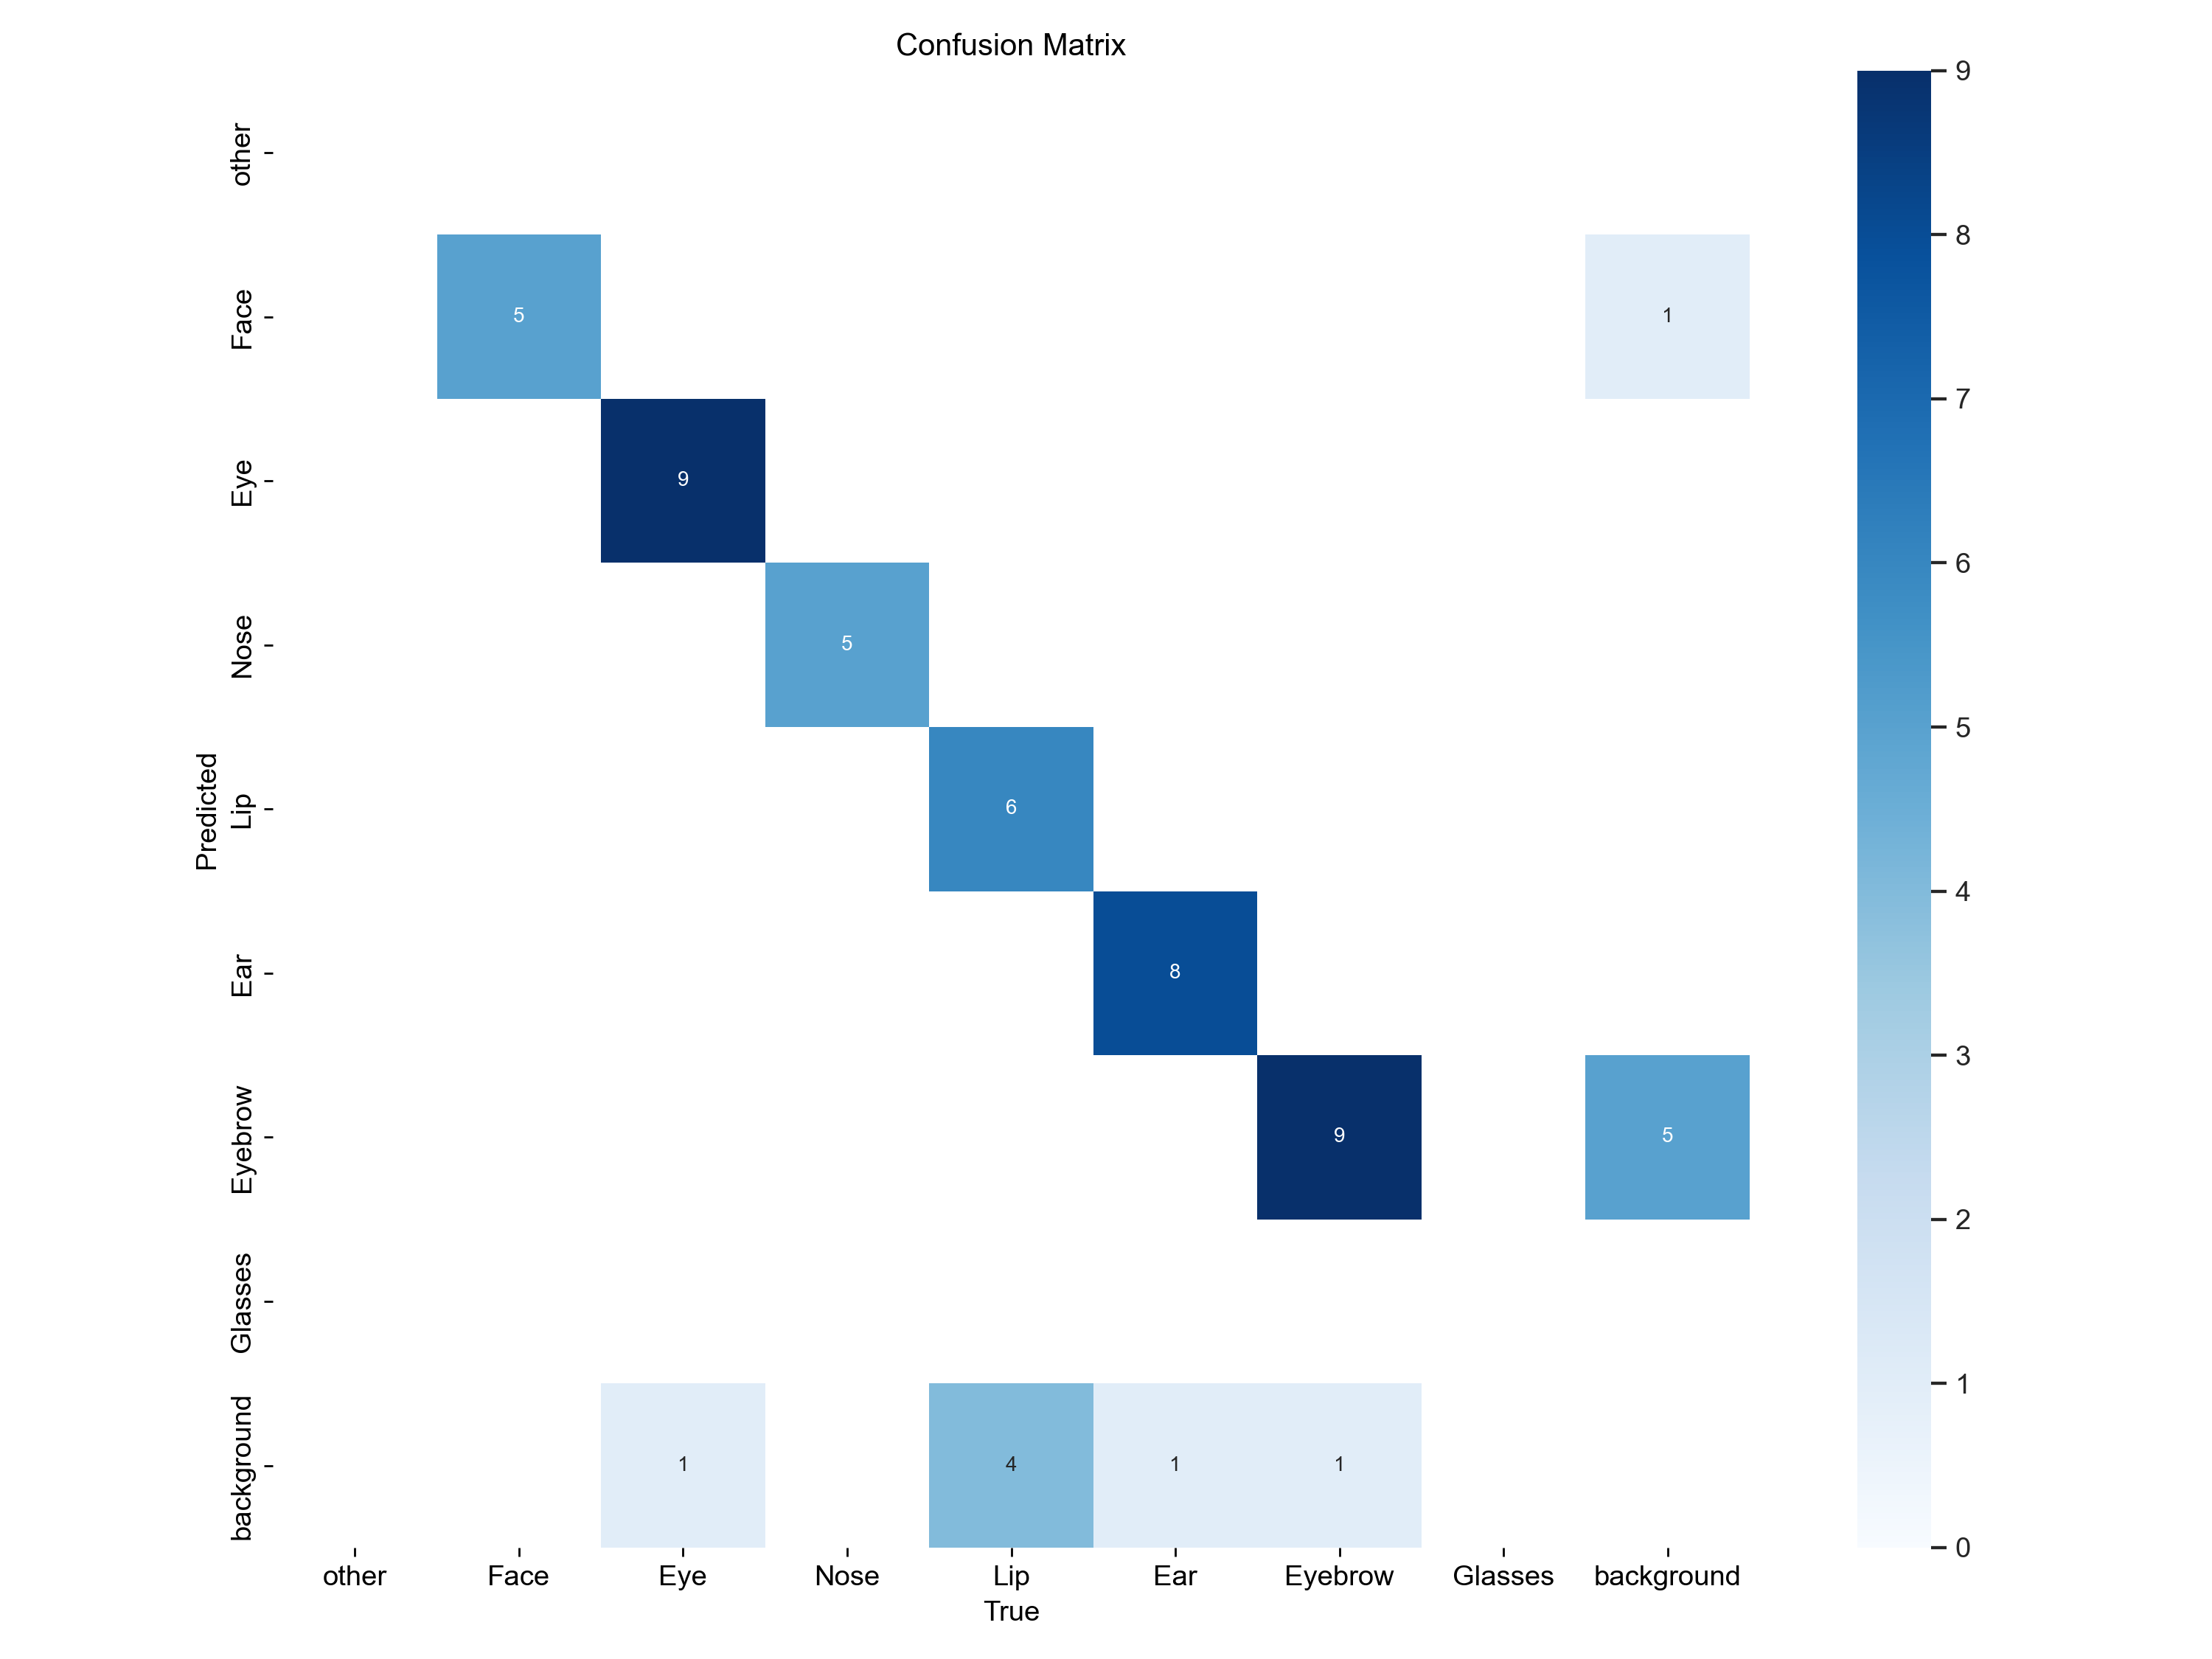 Confusion Matrix
other
Face
Eye
Nose
Lip
Ear
Eyebrow
Glasses
background
Predicted
5
1
9
5
6
8
9
5
1
4
1
1
other
Face
Eye
Nose
Lip
Ear
Eyebrow
Glasses
background
True
9
8
7
6
5
4
3
2
1
0